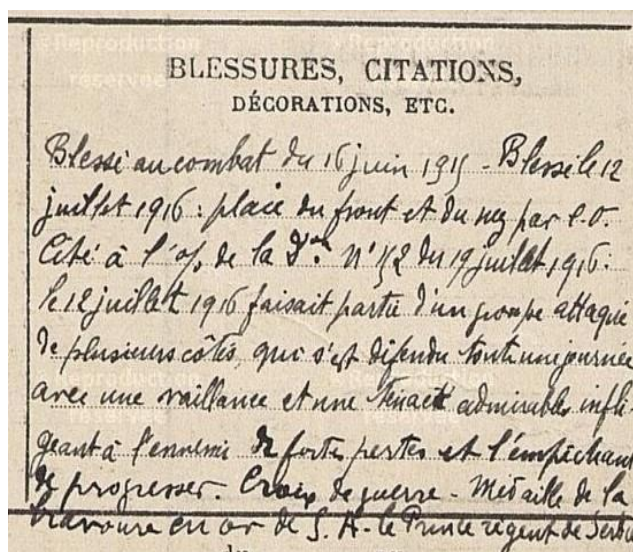 Reproduction
réservée
BLESSURES, CITATIONS,
DÉCORATIONS, ETC.
Blessé au combat du 16 juin 1915 - Blessé le 12
juillet 1916 : plaie du front et du nez par e.o.
Cité à l'o/. de la D.on N° 152 du 19 juillet 1916:
le 12 juillet 1916 faisait partie d'un groupe attaqué
de plusieurs côtés, qui s'est défendu toute une journée
avec une vaillance et une tenacité admirables infli-
geant à l'ennemi de fortes pertes et l'empêchant
de progresser. Croix de guerre - Médaille de la
bravoure en or de S. A. le Prince régent de Serbie